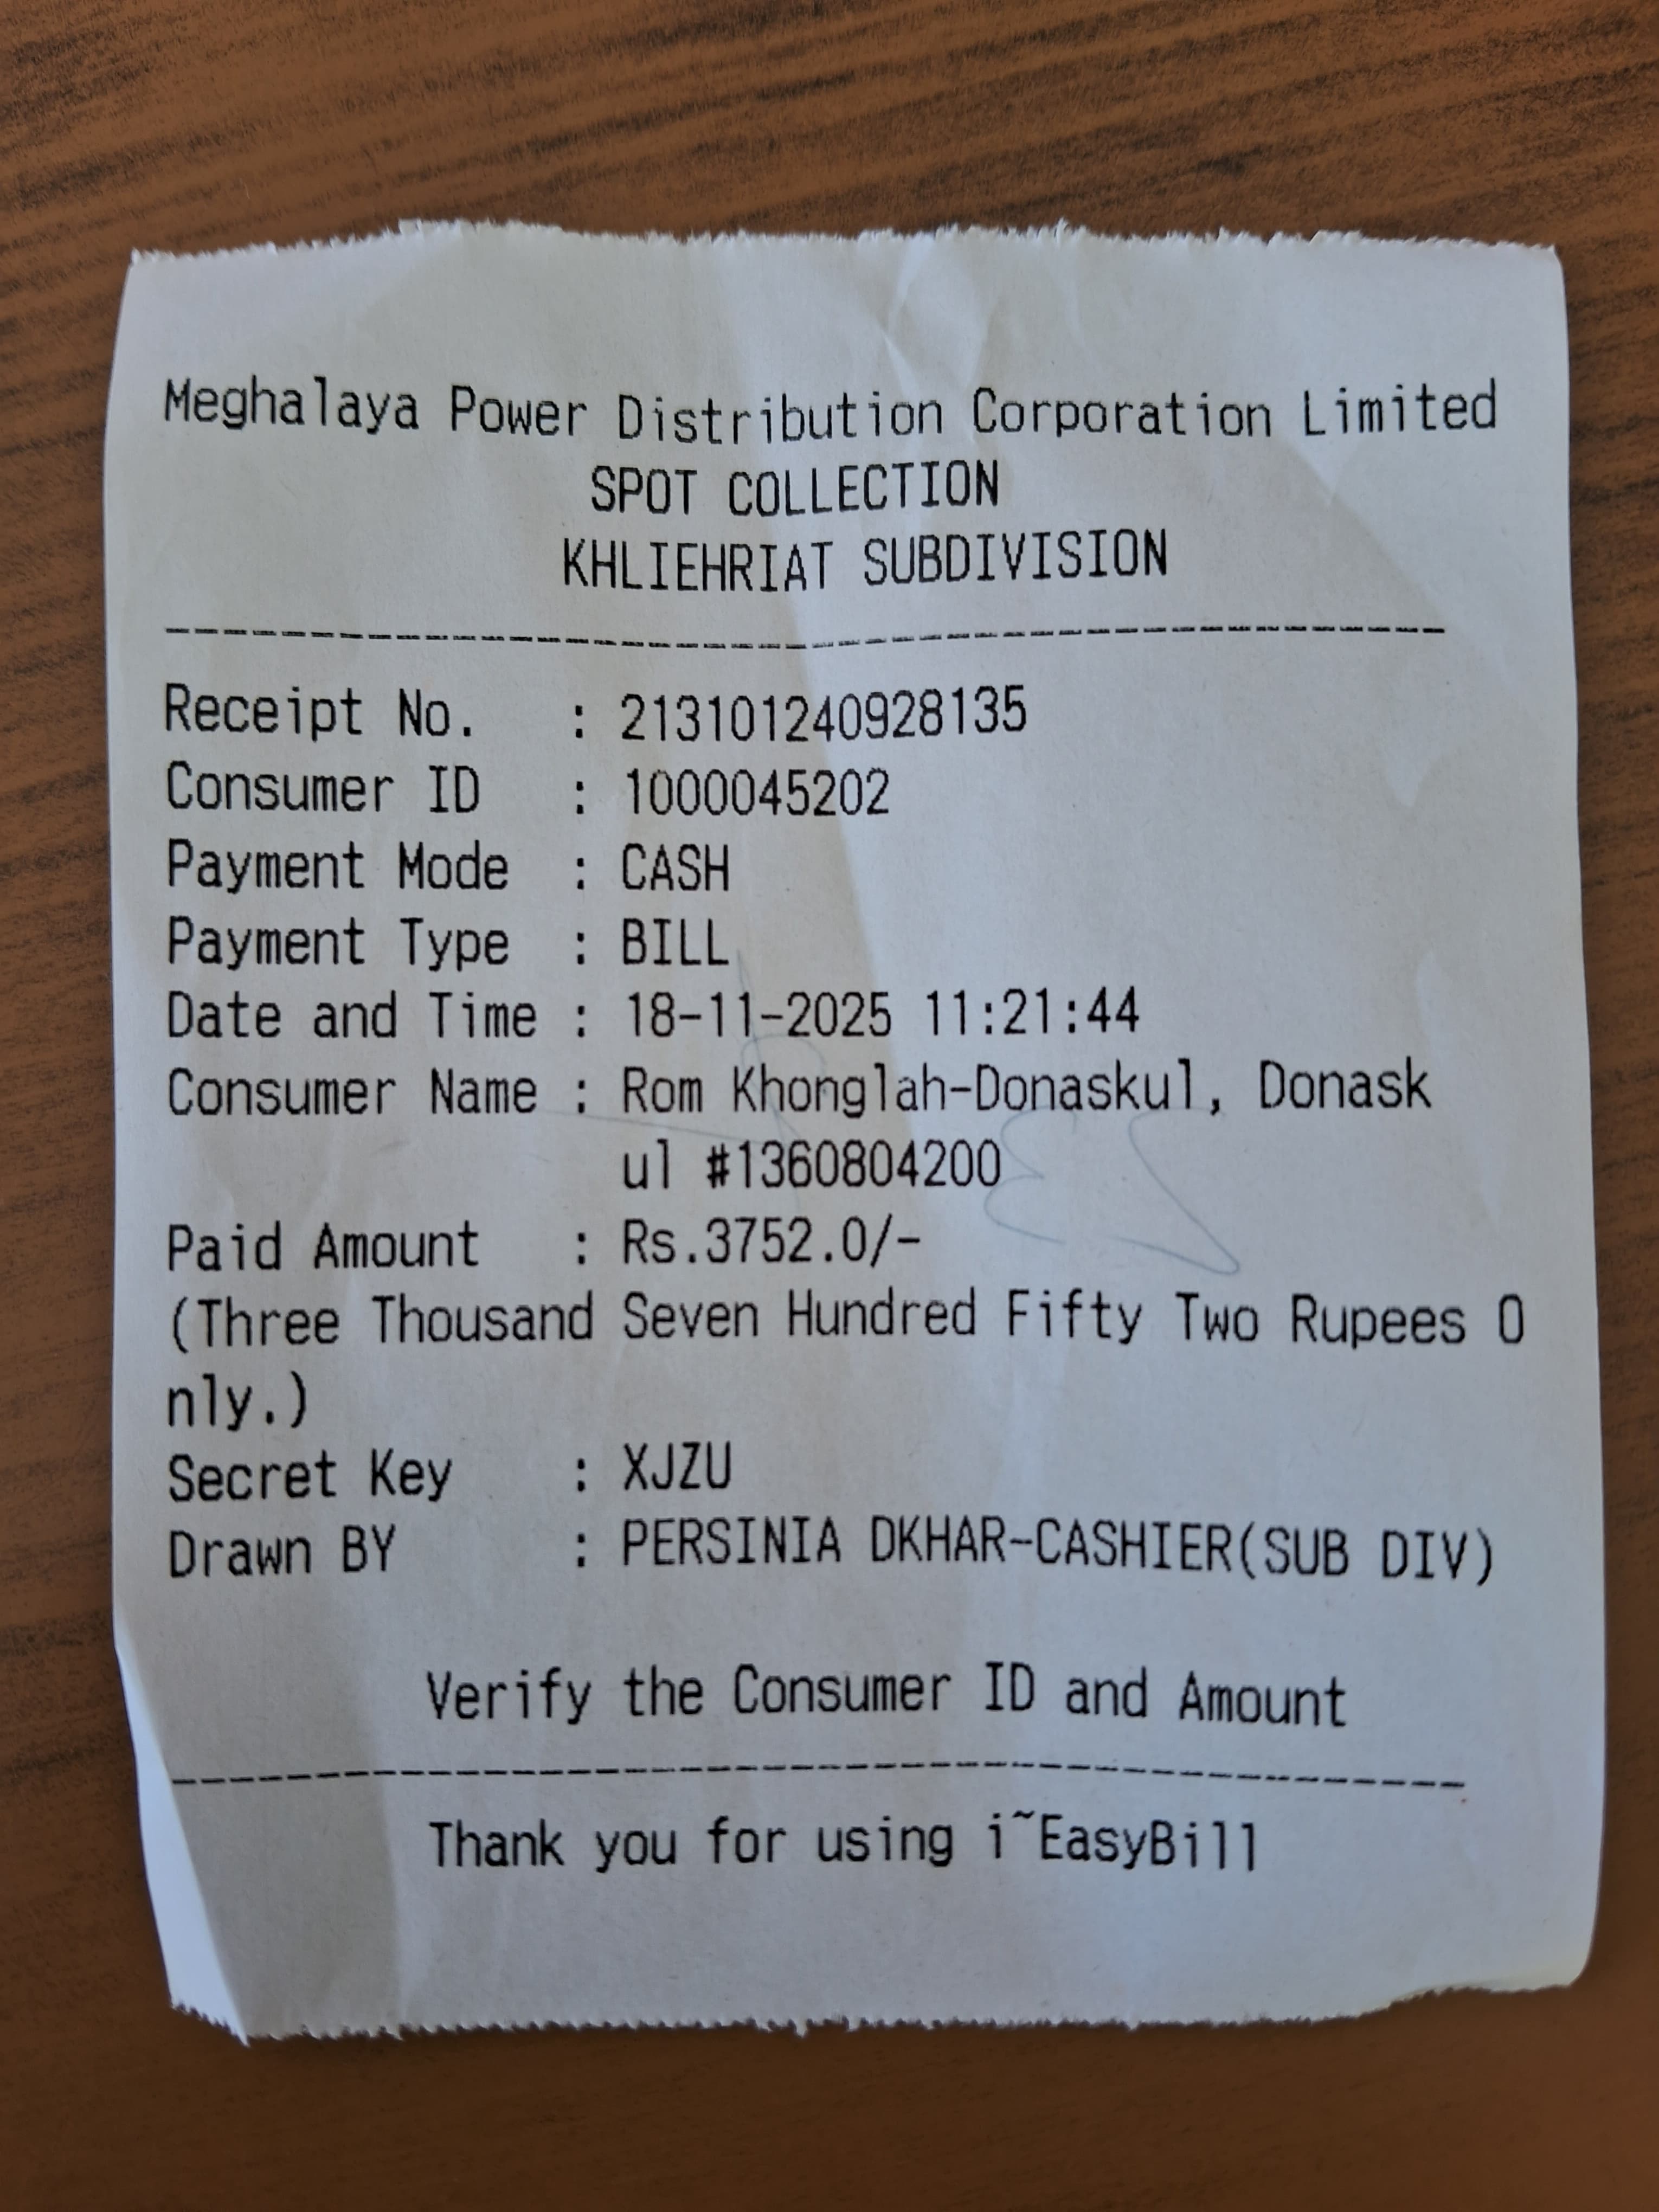 Meghalaya Power Distribution Corporation Limited
SPOT COLLECTION
KHLIEHRIAT SUBDIVISION
Receipt No. : 213101240928135
Consumer ID : 1000045202
Payment Mode : CASH
Payment Type : BILL
Date and Time : 18-11-2025 11:21:44
Consumer Name : Rom Khonglah-Donaskul, Donask
ul #1360804200
Paid Amount : Rs.3752.0/-
(Three Thousand Seven Hundred Fifty Two Rupees O
nly.)
Secret Key : XJZU
Drawn BY : PERSINIA DKHAR-CASHIER(SUB DIV)
Verify the Consumer ID and Amount
Thank you for using i~EasyBill